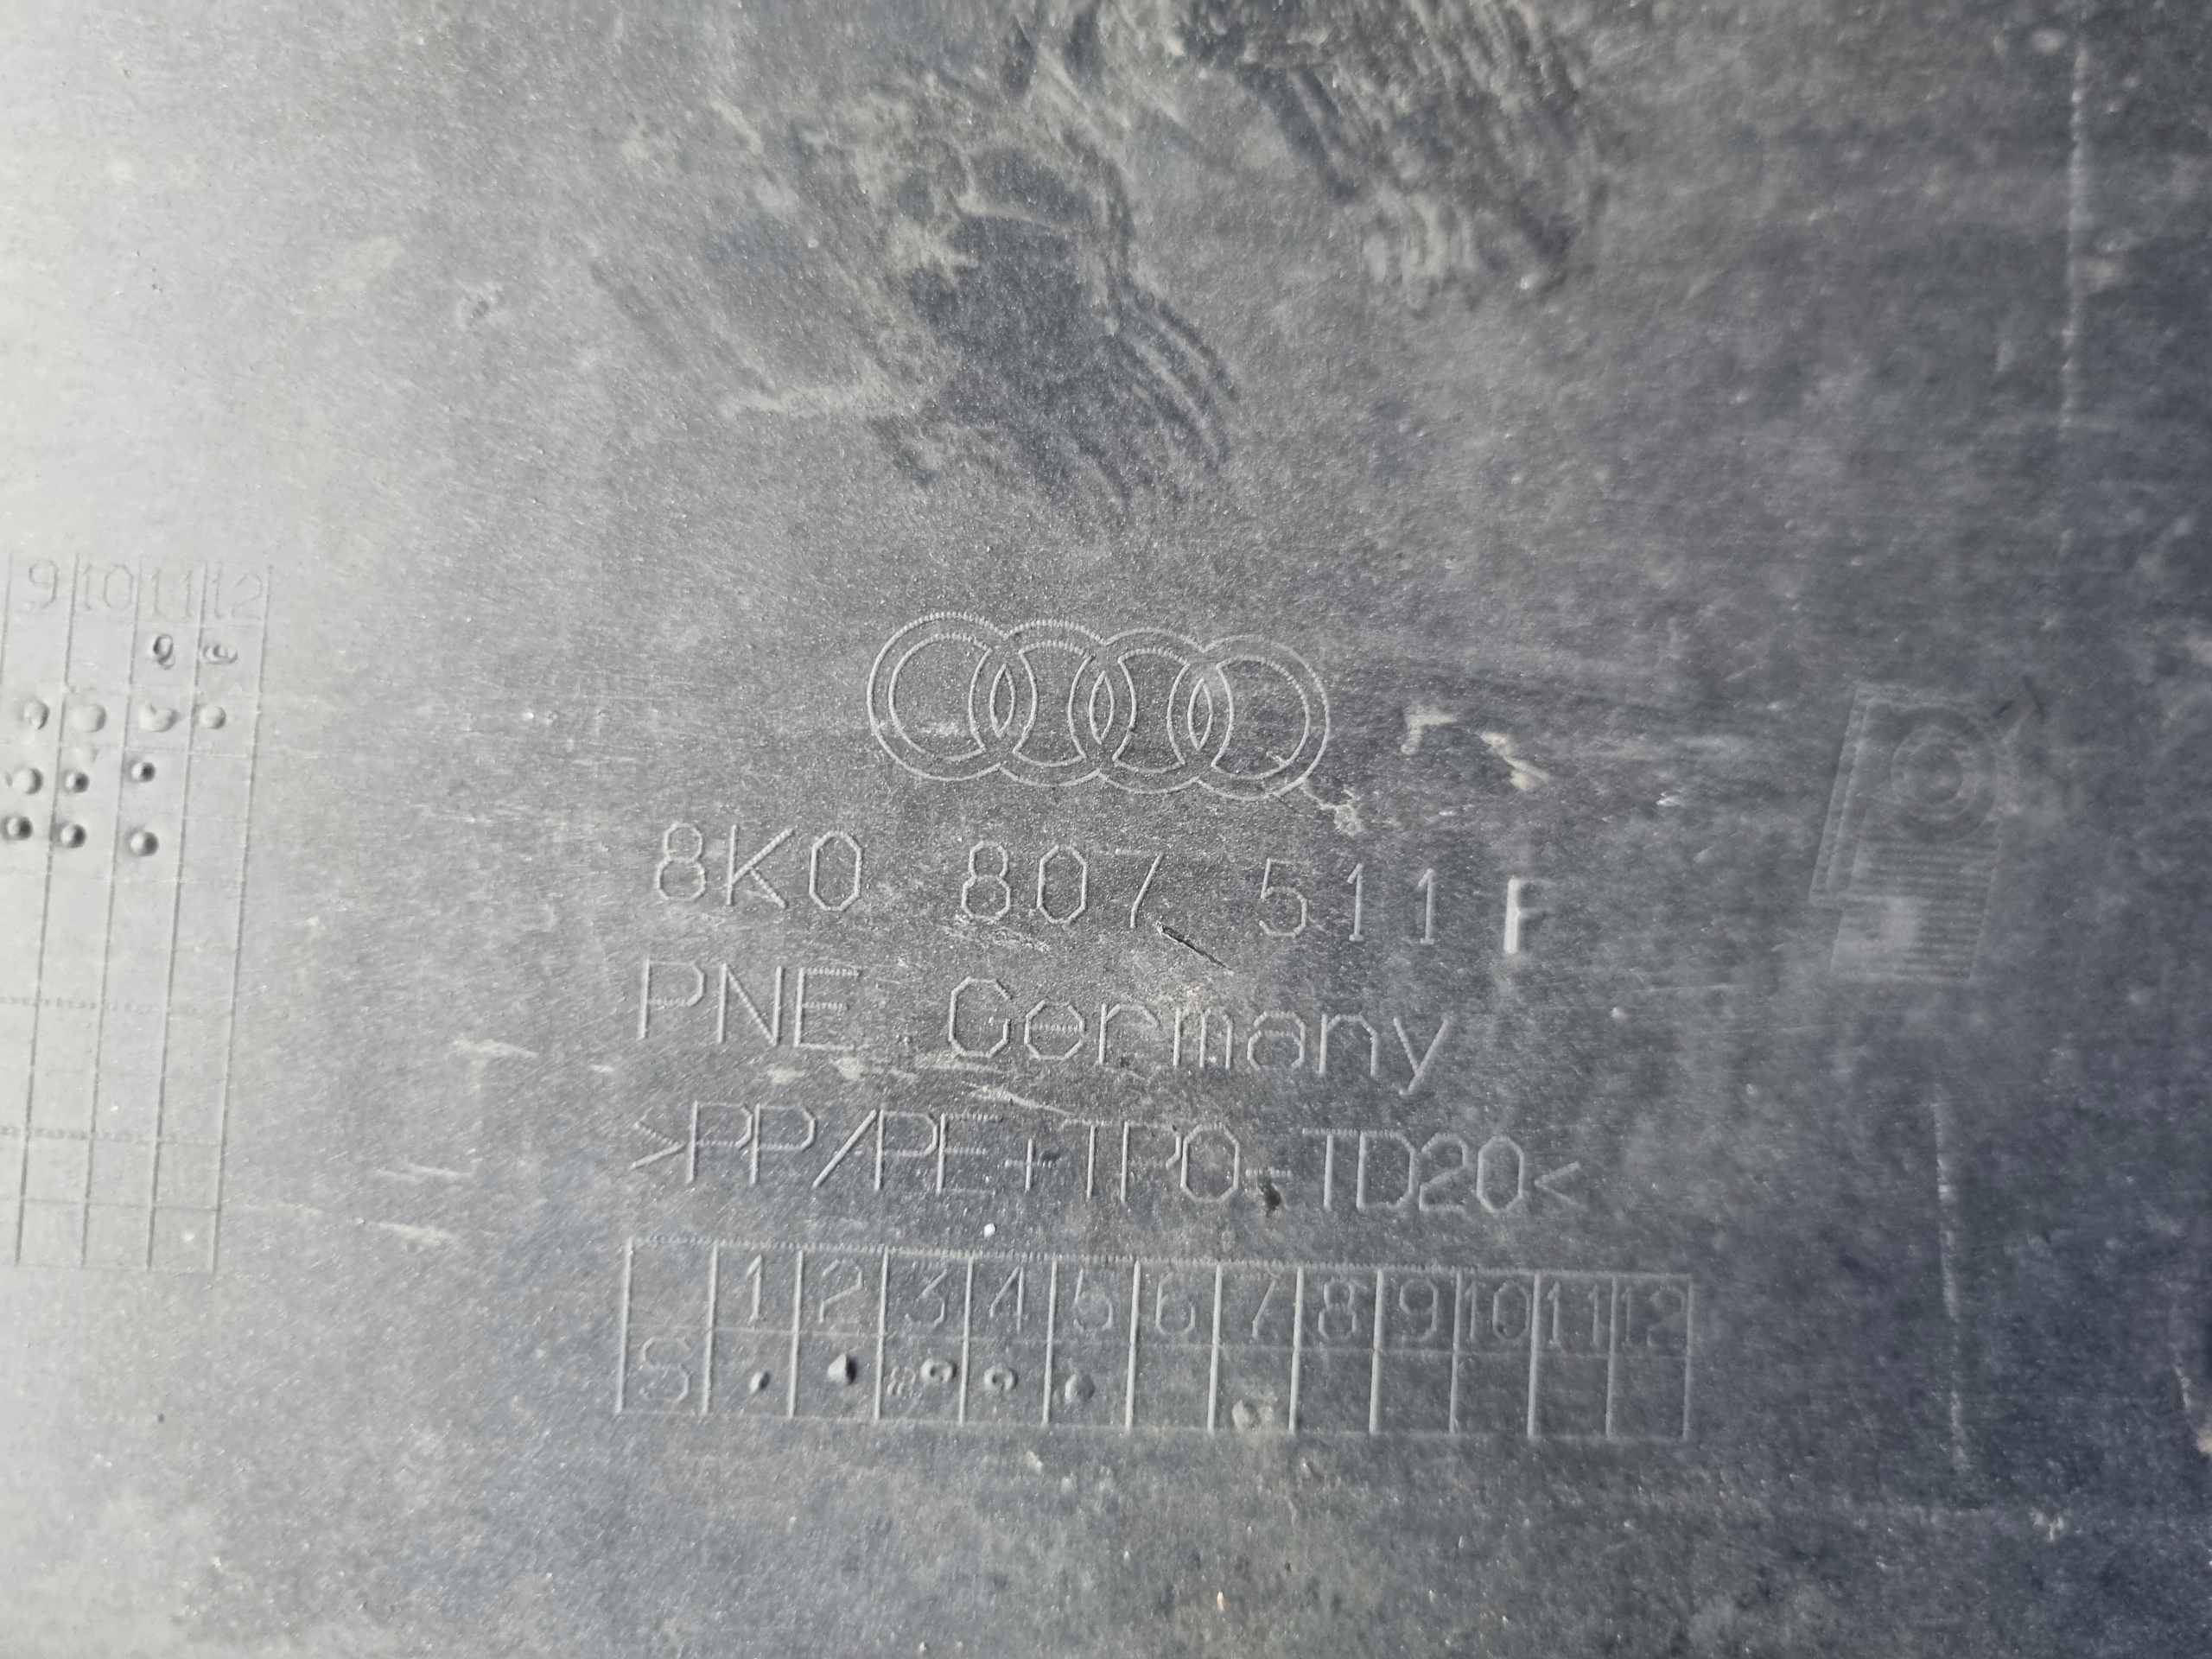 9 10 11 12
8K0 807 511 F
PNE Germany
>PP/PE+TPO-TD20<
1 2 3 4 5 6 7 8 9 10 11 12
S